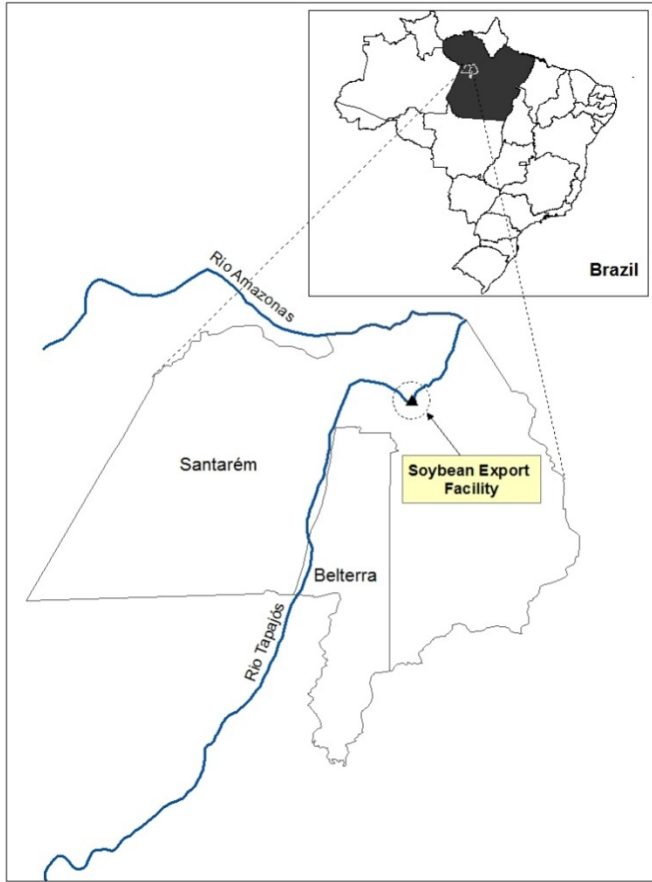 Brazil
Rio Amazonas
Santarém
Soybean Export
Facility
Belterra
Rio Tapajós